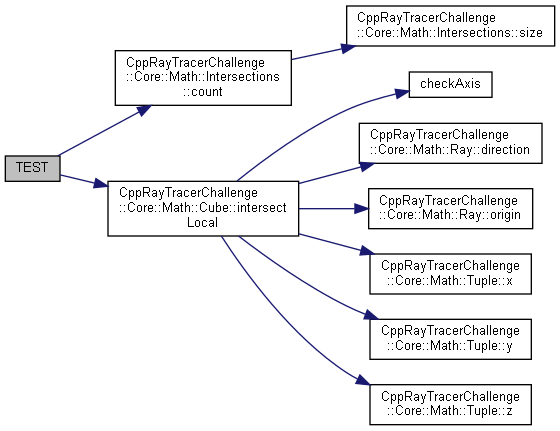 TEST
CppRayTracerChallenge
::Core::Math::Intersections
::count
CppRayTracerChallenge
::Core::Math::Intersections::size
CppRayTracerChallenge
::Core::Math::Cube::intersect
Local
checkAxis
CppRayTracerChallenge
::Core::Math::Ray::direction
CppRayTracerChallenge
::Core::Math::Ray::origin
CppRayTracerChallenge
::Core::Math::Tuple::x
CppRayTracerChallenge
::Core::Math::Tuple::y
CppRayTracerChallenge
::Core::Math::Tuple::z